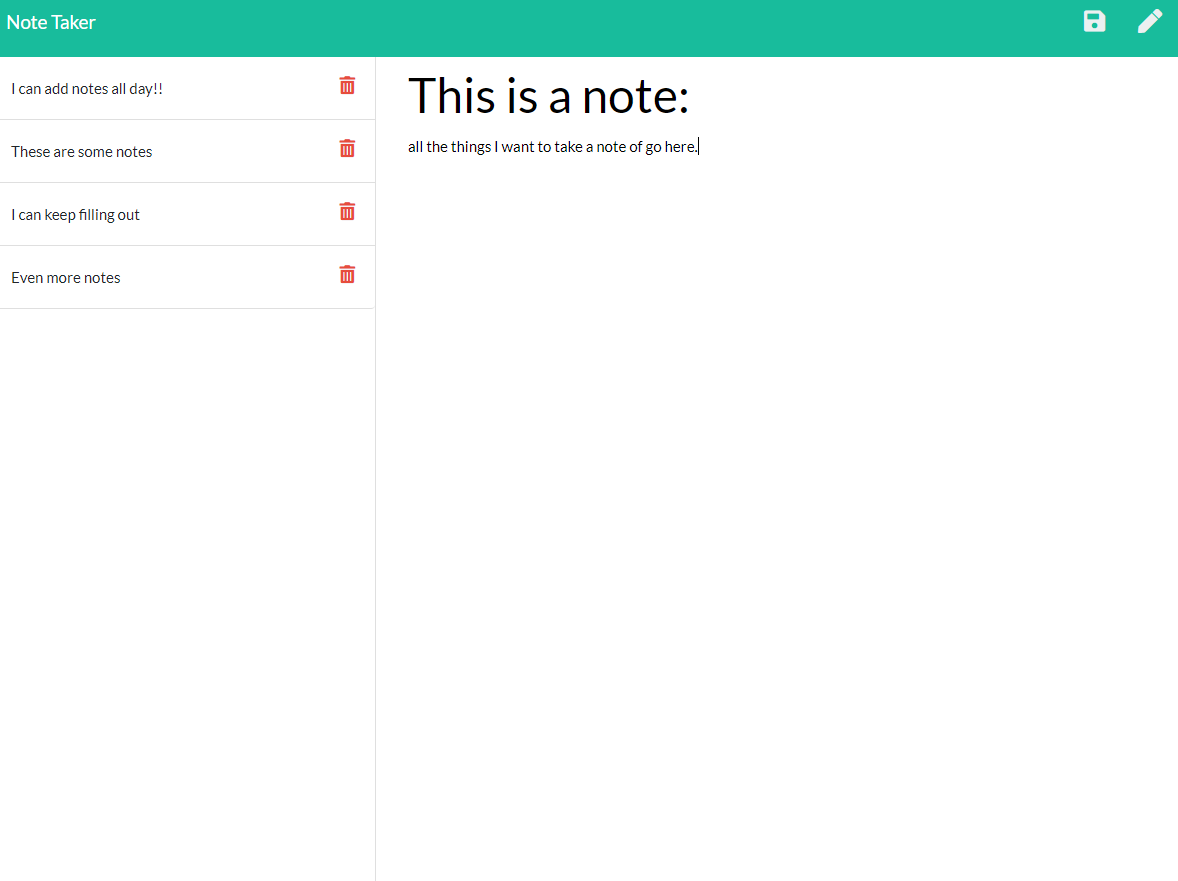 Note Taker
I can add notes all day!!
These are some notes
I can keep filling out
Even more notes
This is a note:
all the things I want to take a note of go here.